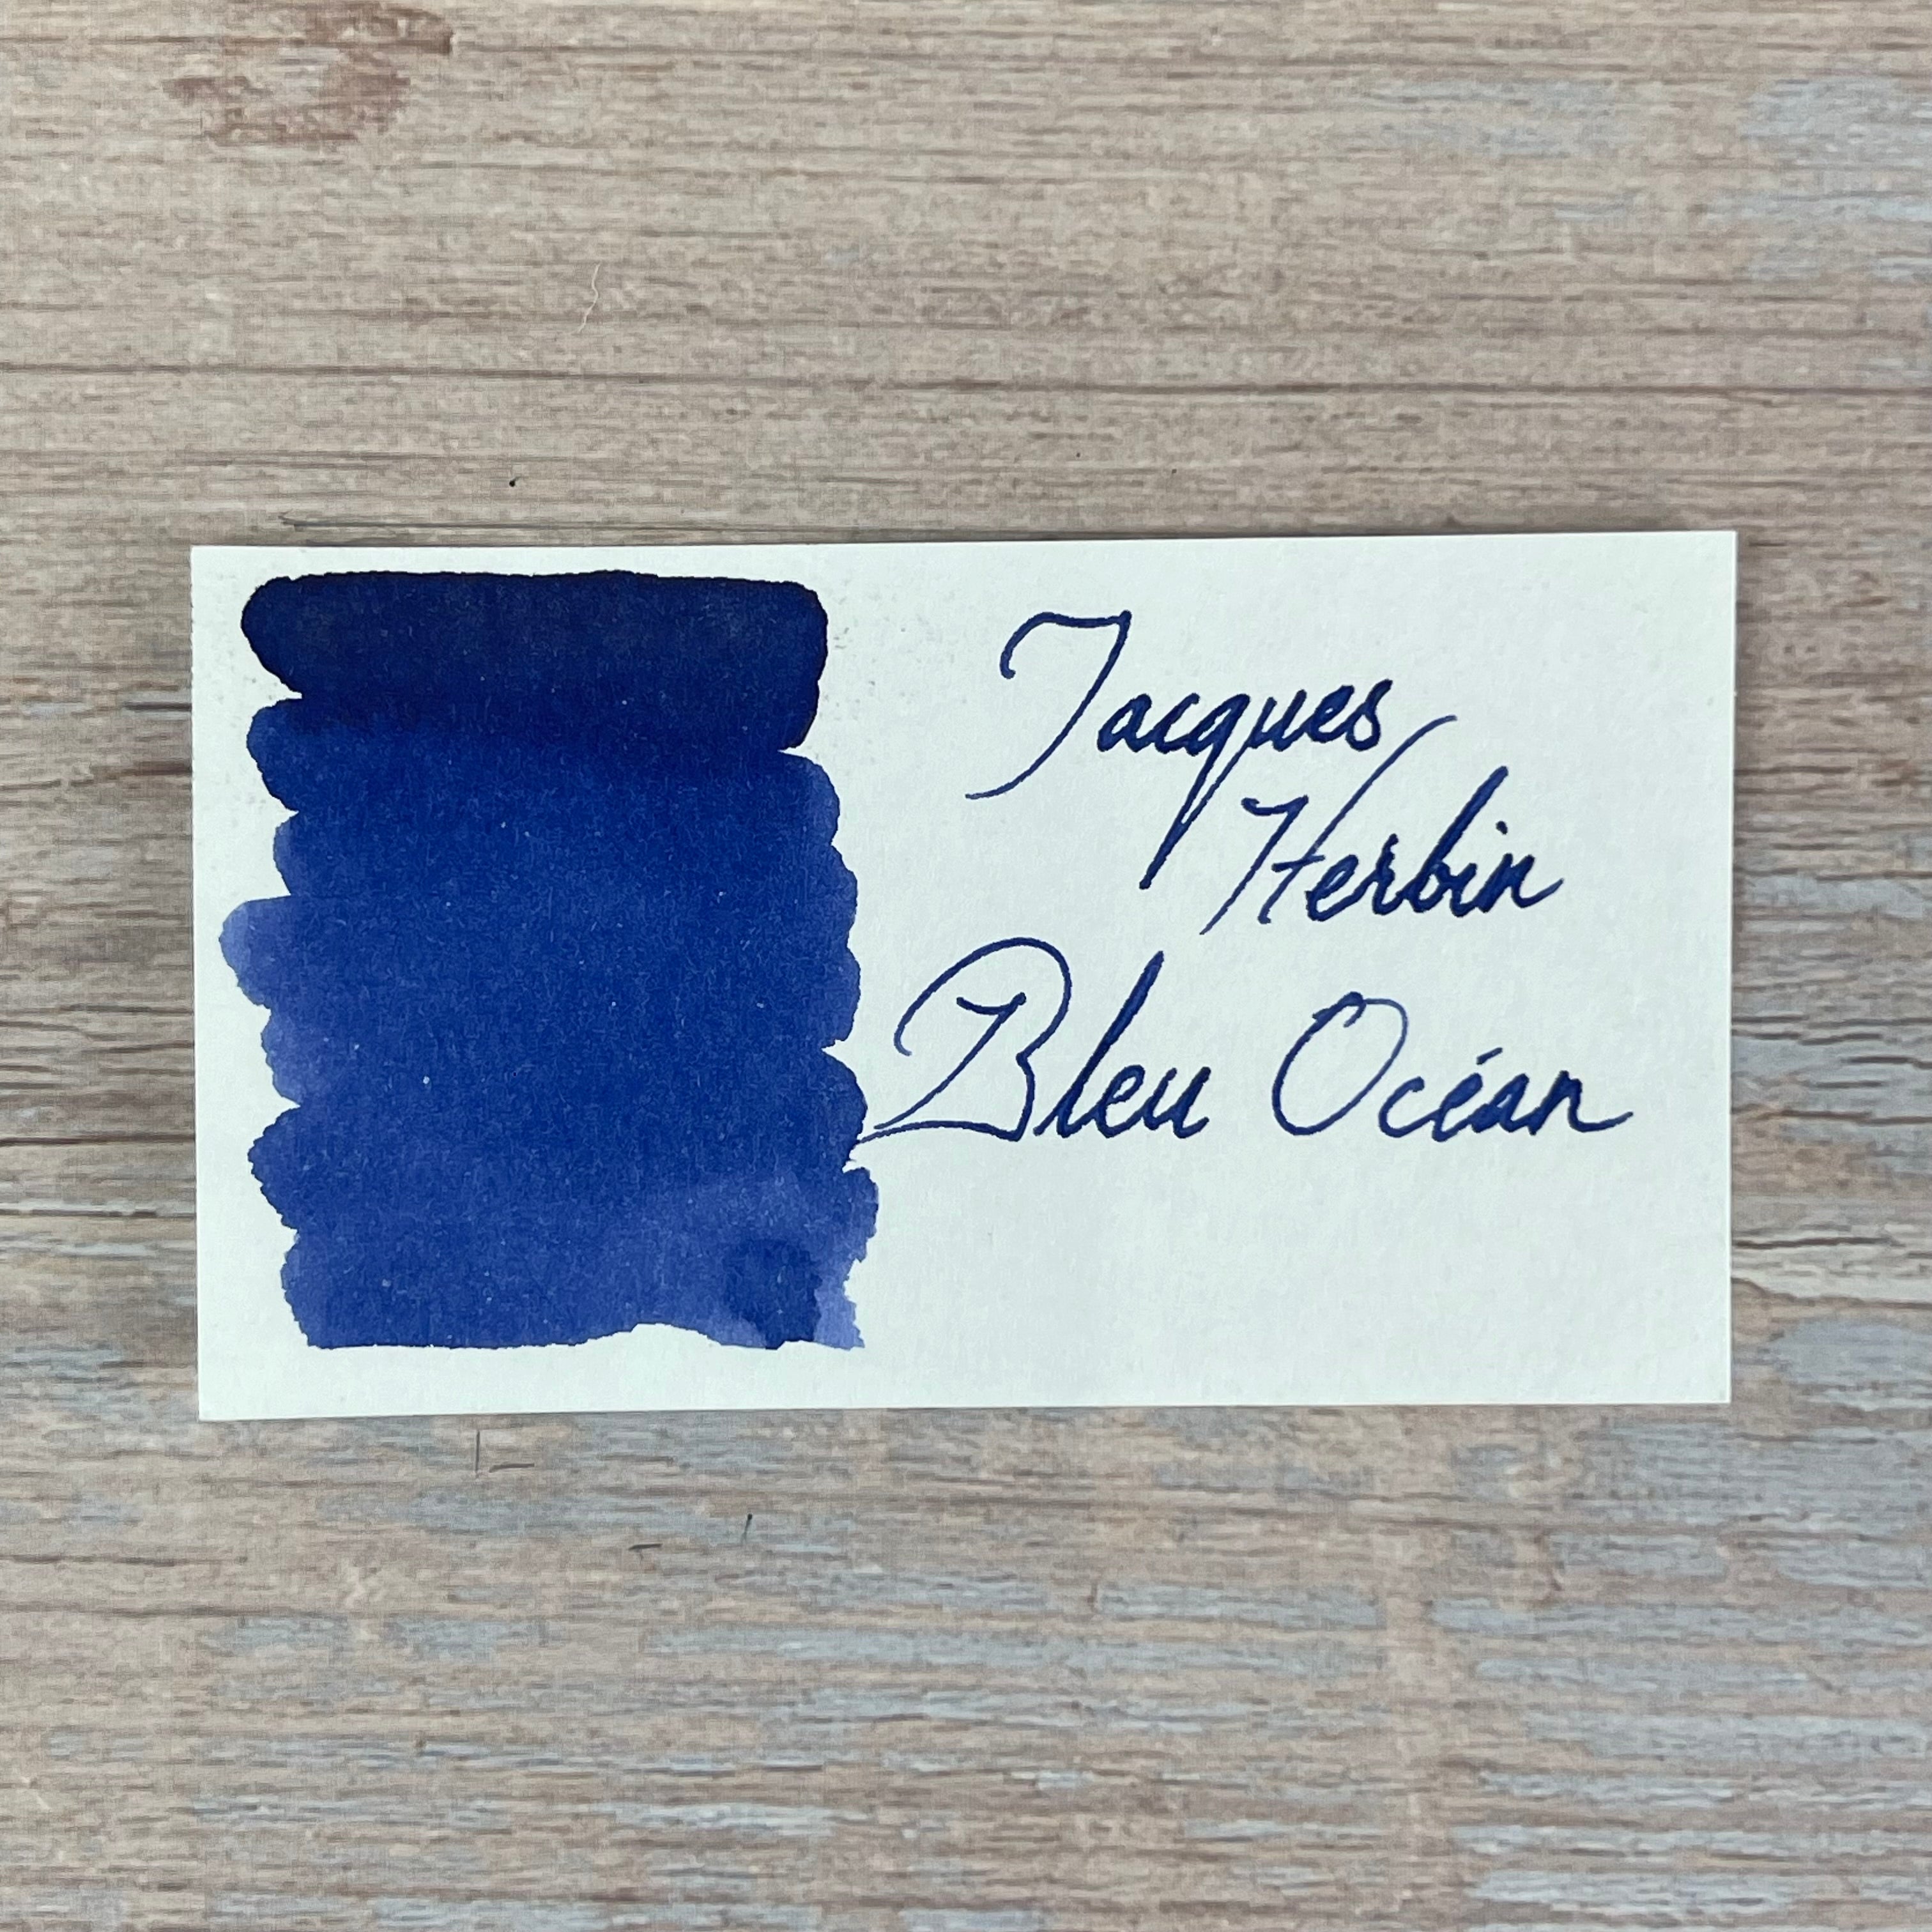 Jacques
Herbin
Bleu Océan